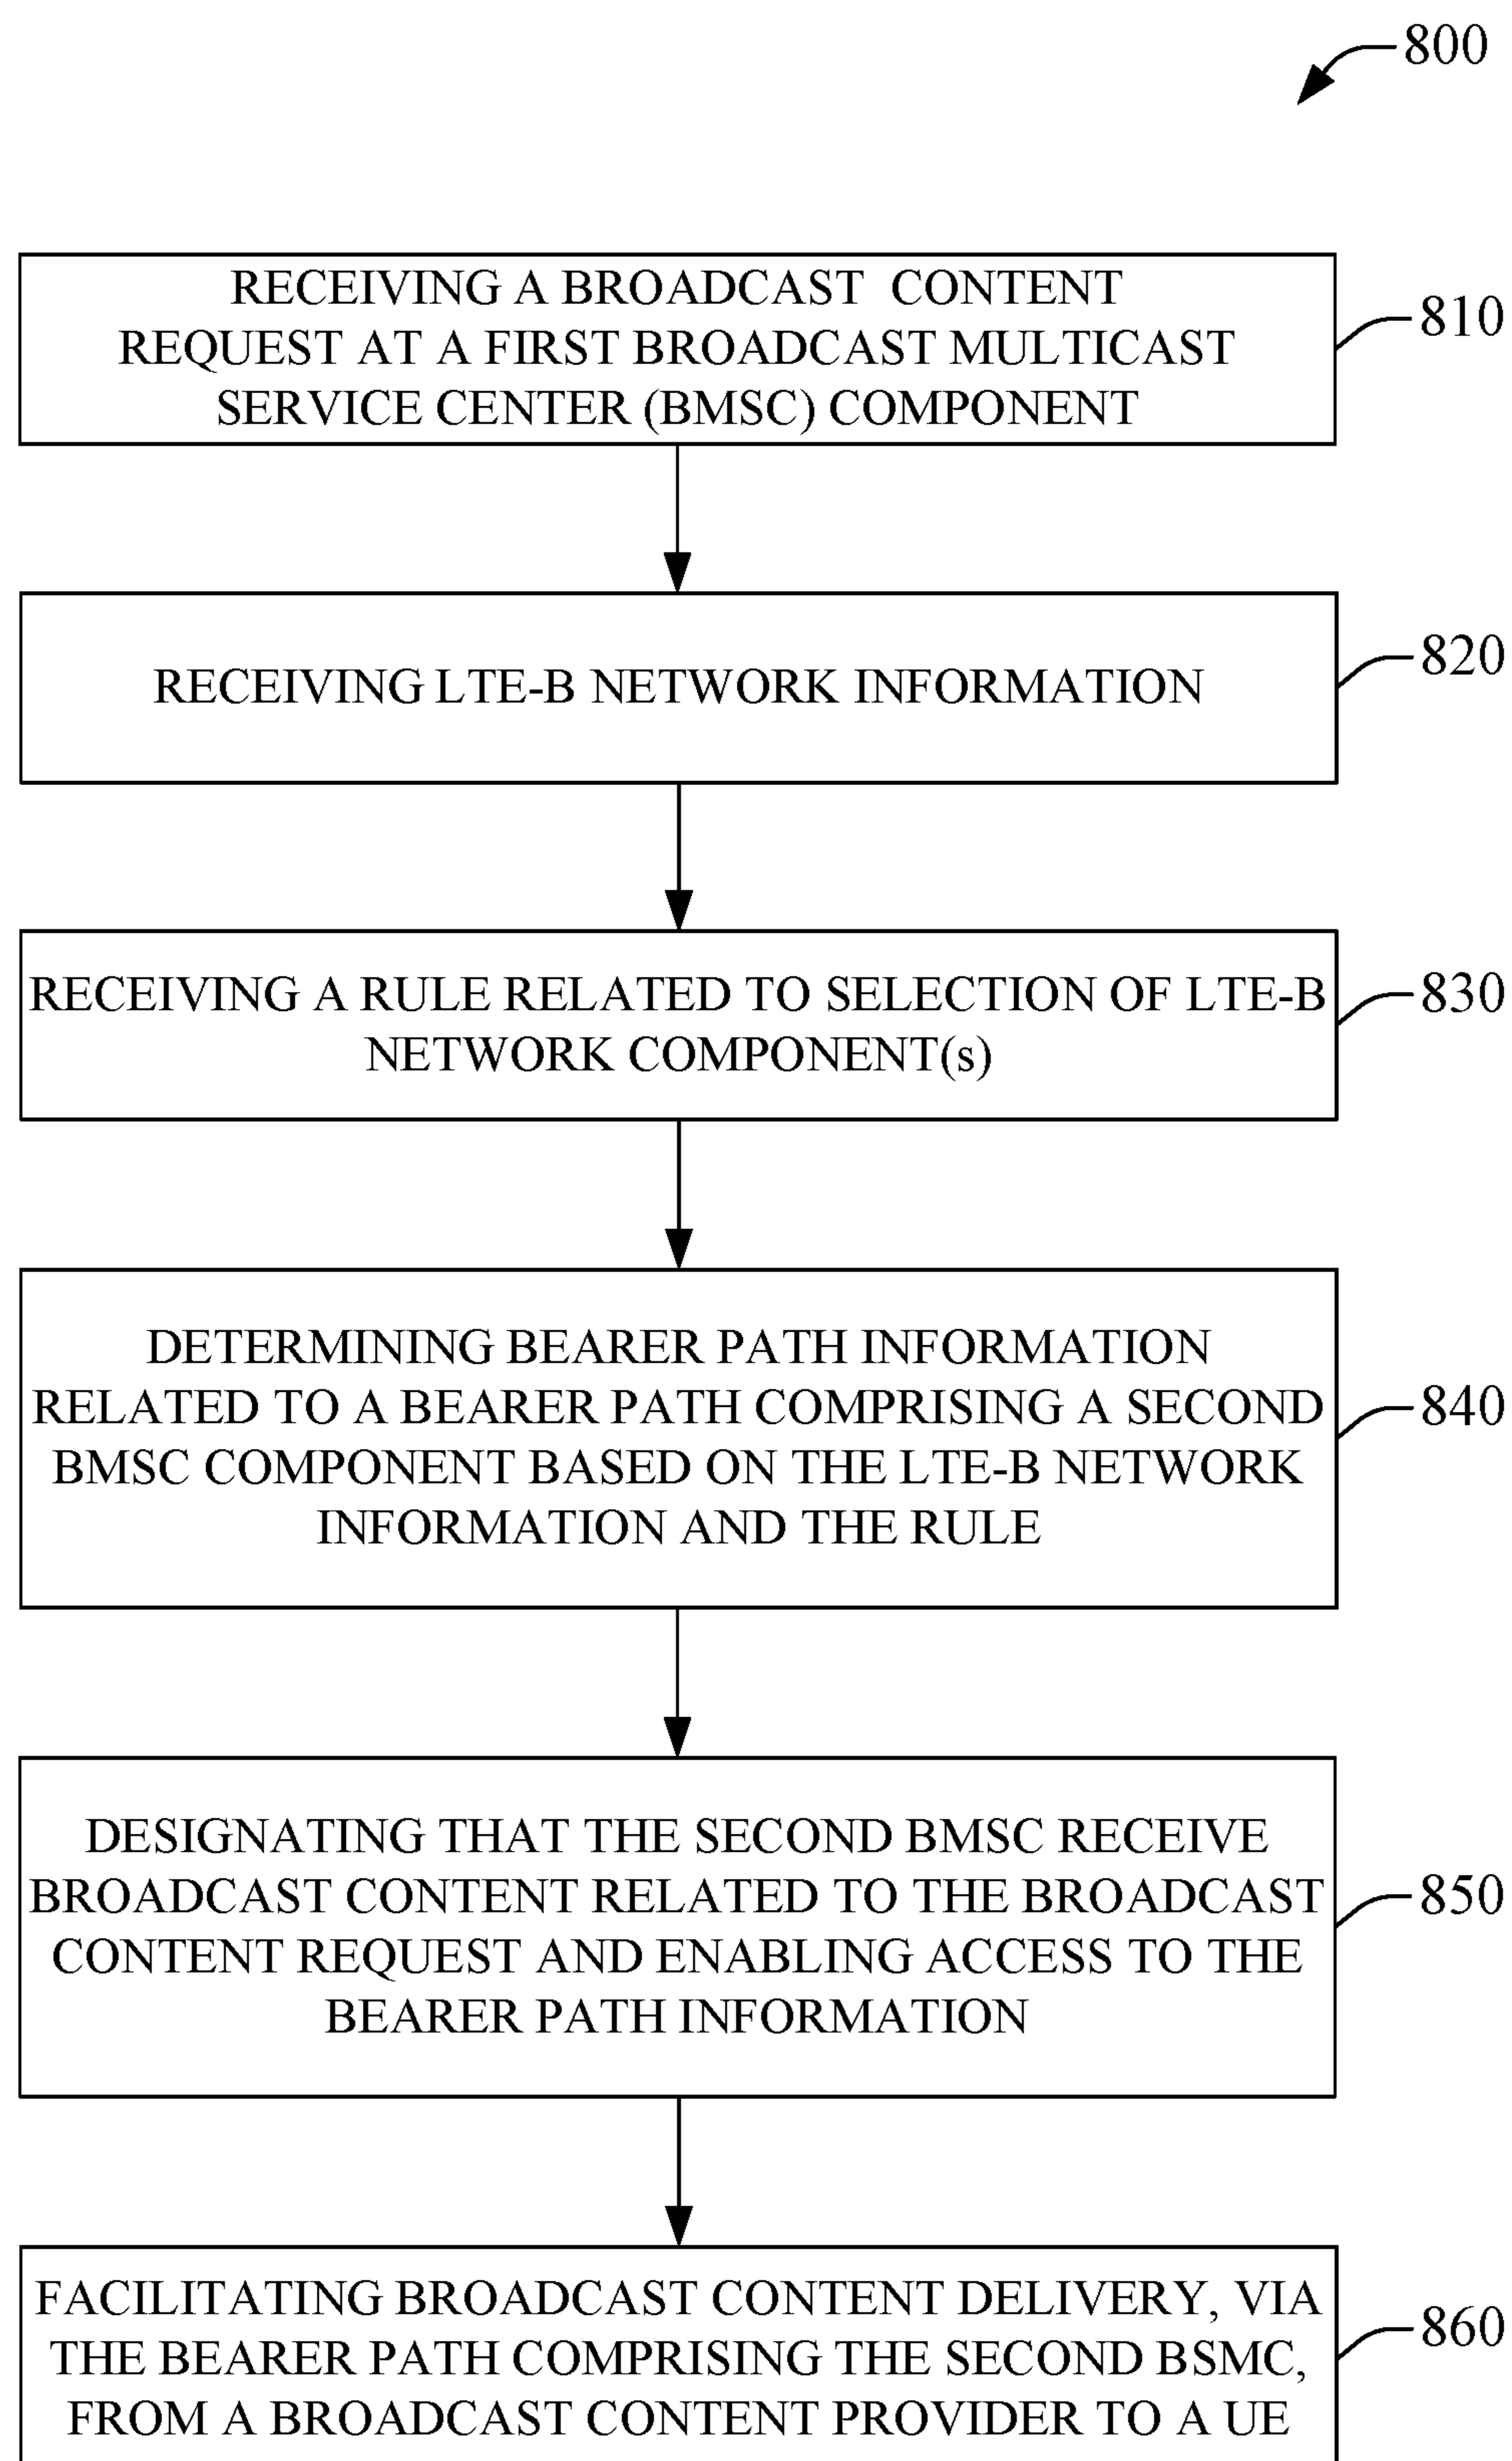 800
RECEIVING A BROADCAST CONTENT
REQUEST AT A FIRST BROADCAST MULTICAST
SERVICE CENTER (BMSC) COMPONENT
810
RECEIVING LTE-B NETWORK INFORMATION
820
RECEIVING A RULE RELATED TO SELECTION OF LTE-B
NETWORK COMPONENT(s)
830
DETERMINING BEARER PATH INFORMATION
RELATED TO A BEARER PATH COMPRISING A SECOND
BMSC COMPONENT BASED ON THE LTE-B NETWORK
INFORMATION AND THE RULE
840
DESIGNATING THAT THE SECOND BMSC RECEIVE
BROADCAST CONTENT RELATED TO THE BROADCAST
CONTENT REQUEST AND ENABLING ACCESS TO THE
BEARER PATH INFORMATION
850
FACILITATING BROADCAST CONTENT DELIVERY, VIA
THE BEARER PATH COMPRISING THE SECOND BSMC,
FROM A BROADCAST CONTENT PROVIDER TO A UE
860